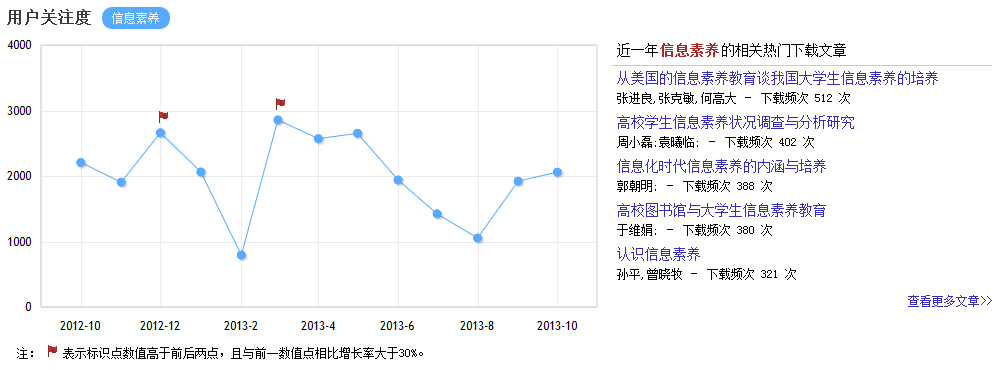 用户关注度 信息素养
4000
3000
2000
1000
0
2012-10 2012-12 2013-2 2013-4 2013-6 2013-8 2013-10
注： 表示标识点数值高于前后两点，且与前一数值点相比增长率大于30%。
近一年信息素养的相关热门下载文章
从美国的信息素养教育谈我国大学生信息素养的培养
张进良,张克敏,何高大 - 下载频次 512 次
高校学生信息素养状况调查与分析研究
周小磊;袁曦临; - 下载频次 402 次
信息化时代信息素养的内涵与培养
郭朝明; - 下载频次 388 次
高校图书馆与大学生信息素养教育
于维娟; - 下载频次 380 次
认识信息素养
孙平,曾晓牧 - 下载频次 321 次
查看更多文章>>